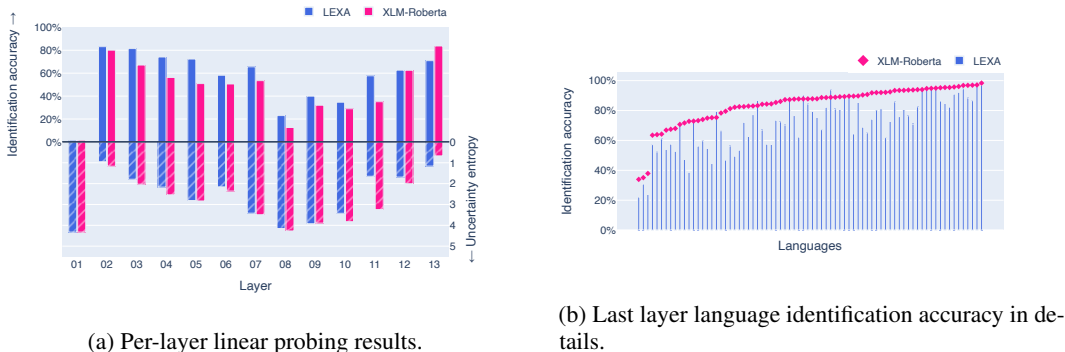 LEXA XLM-Roberta
Identification accuracy →
100%
80%
60%
40%
20%
0%
0
1
2
3
4
5
← Uncertainty entropy
01 02 03 04 05 06 07 08 09 10 11 12 13
Layer
(a) Per-layer linear probing results.
XLM-Roberta LEXA
Identification accuracy
100%
80%
60%
40%
20%
0%
Languages
(b) Last layer language identification accuracy in de-
tails.